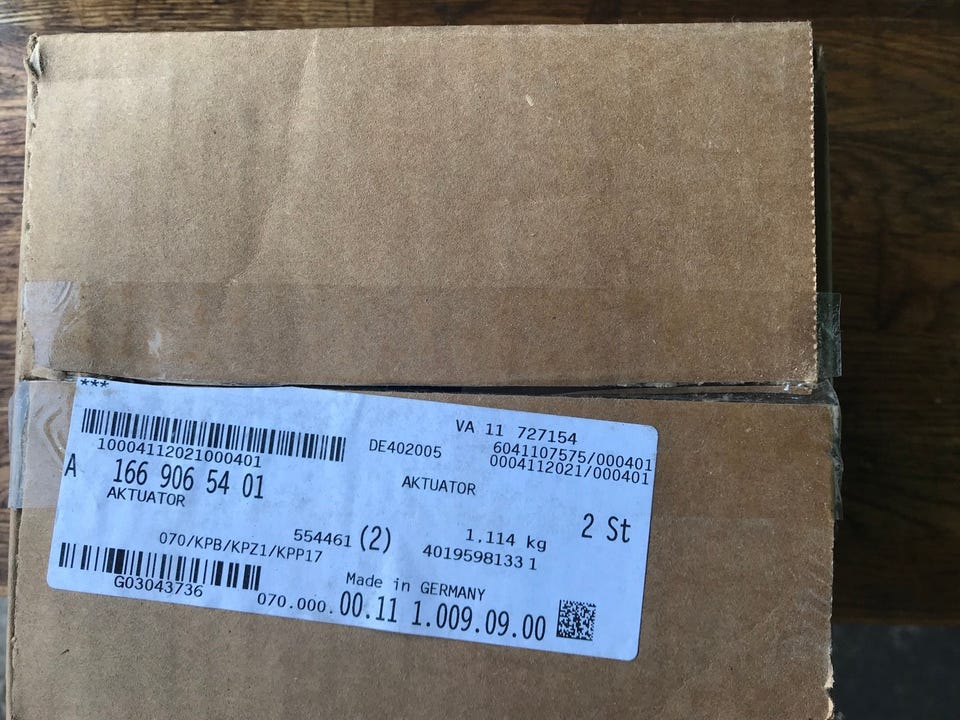 ***
VA 11 727154
10004112021000401
DE402005
6041107575/000401
0004112021/000401
A 166 906 54 01
AKTUATOR
AKTUATOR
2 St
554461 (2)
1,114 kg
070/KPB/KPZ1/KPP17
4019598133 1
Made in GERMANY
G03043736
070.000.00.11 1.009.09.00